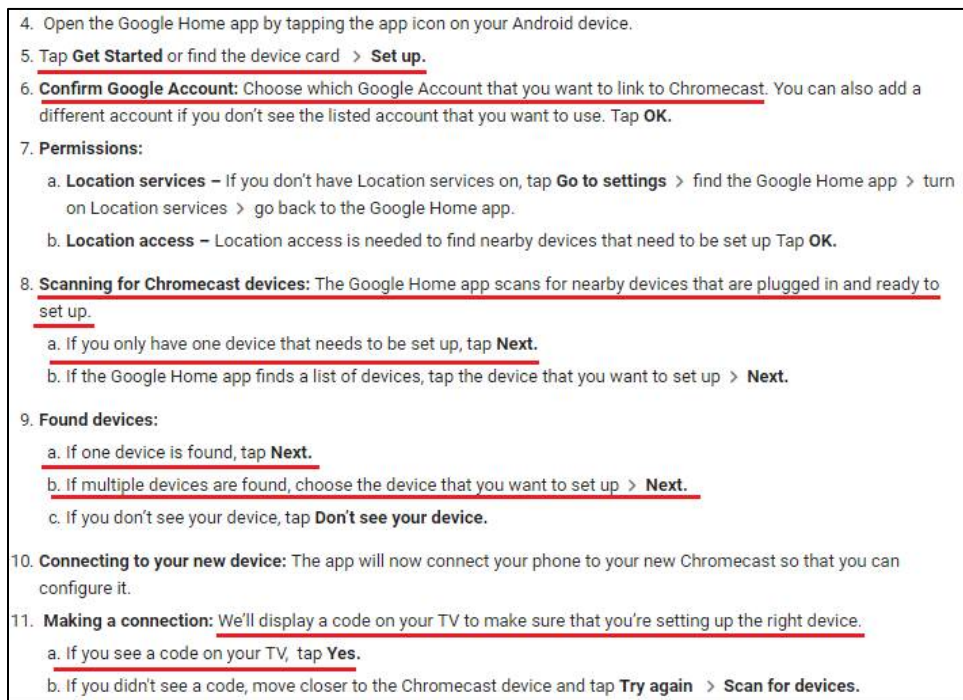 4. Open the Google Home app by tapping the app icon on your Android device.
5. Tap Get Started or find the device card > Set up.
6. Confirm Google Account: Choose which Google Account that you want to link to Chromecast. You can also add a
different account if you don't see the listed account that you want to use. Tap OK.
7. Permissions:
a. Location services – If you don't have Location services on, tap Go to settings > find the Google Home app > turn
on Location services > go back to the Google Home app.
b. Location access – Location access is needed to find nearby devices that need to be set up Tap OK.
8. Scanning for Chromecast devices: The Google Home app scans for nearby devices that are plugged in and ready to
set up.
a. If you only have one device that needs to be set up, tap Next.
b. If the Google Home app finds a list of devices, tap the device that you want to set up > Next.
9. Found devices:
a. If one device is found, tap Next.
b. If multiple devices are found, choose the device that you want to set up > Next.
c. If you don't see your device, tap Don't see your device.
10. Connecting to your new device: The app will now connect your phone to your new Chromecast so that you can
configure it.
11. Making a connection: We'll display a code on your TV to make sure that you're setting up the right device.
a. If you see a code on your TV, tap Yes.
b. If you didn't see a code, move closer to the Chromecast device and tap Try again > Scan for devices.